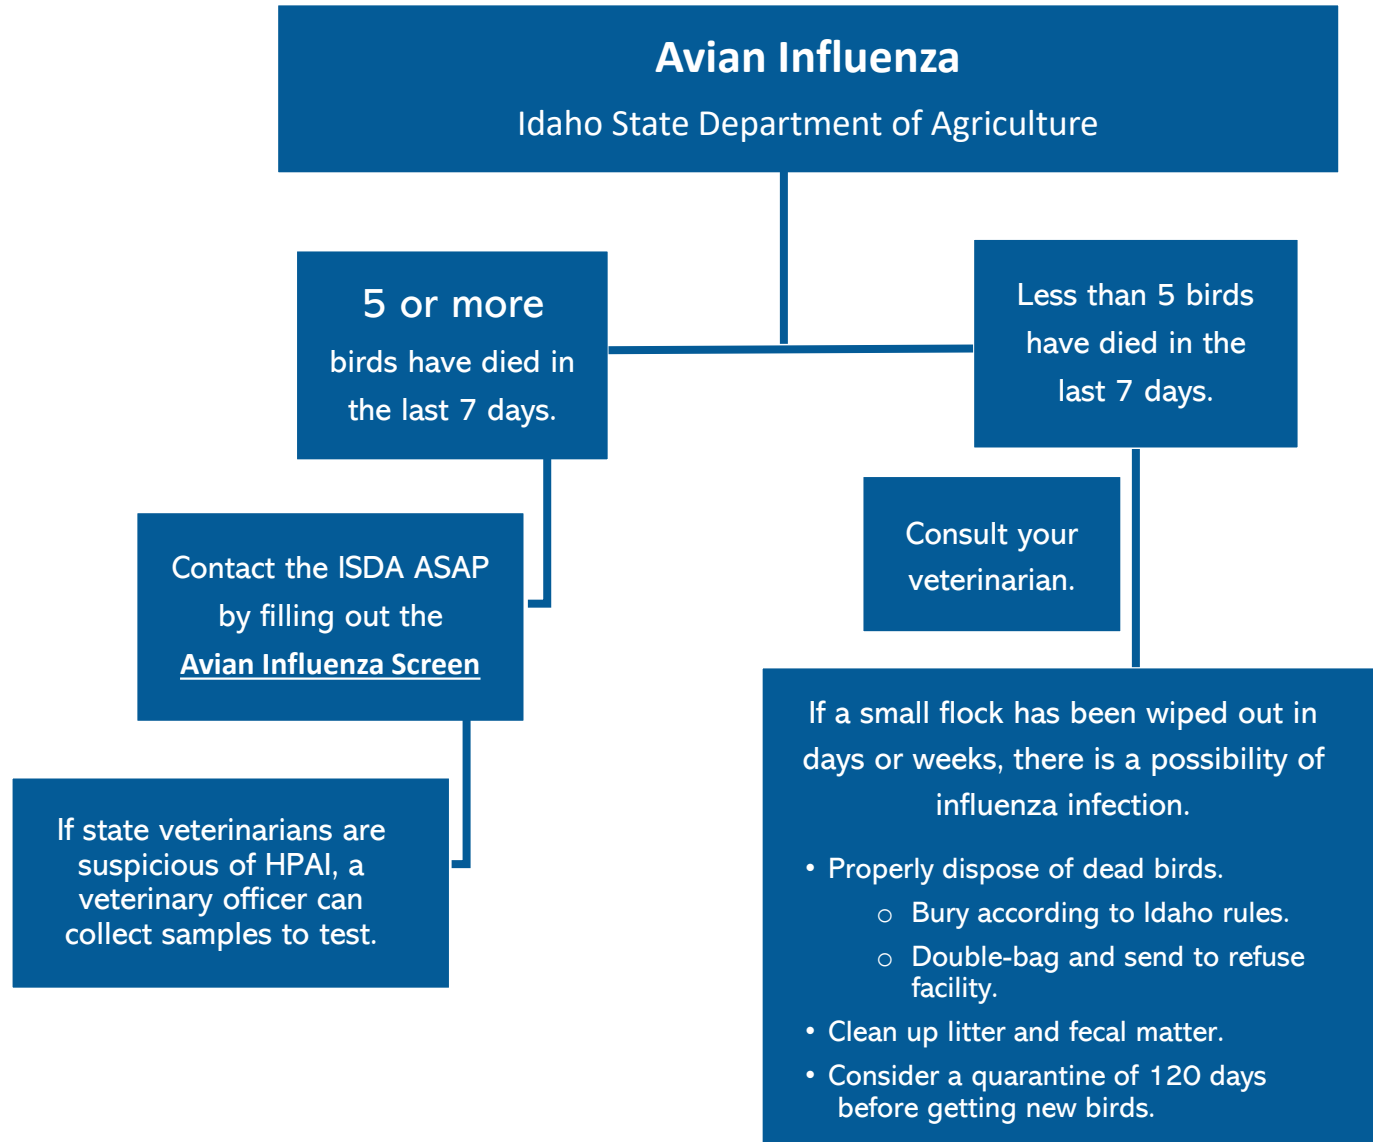 Avian Influenza
Idaho State Department of Agriculture
5 or more
birds have died in
the last 7 days.
Less than 5 birds
have died in the
last 7 days.
Contact the ISDA ASAP
by filling out the
Avian Influenza Screen
Consult your
veterinarian.
If state veterinarians are
suspicious of HPAI, a
veterinary officer can
collect samples to test.
If a small flock has been wiped out in
days or weeks, there is a possibility of
influenza infection.
• Properly dispose of dead birds.
o Bury according to Idaho rules.
o Double-bag and send to refuse
facility.
• Clean up litter and fecal matter.
• Consider a quarantine of 120 days
before getting new birds.